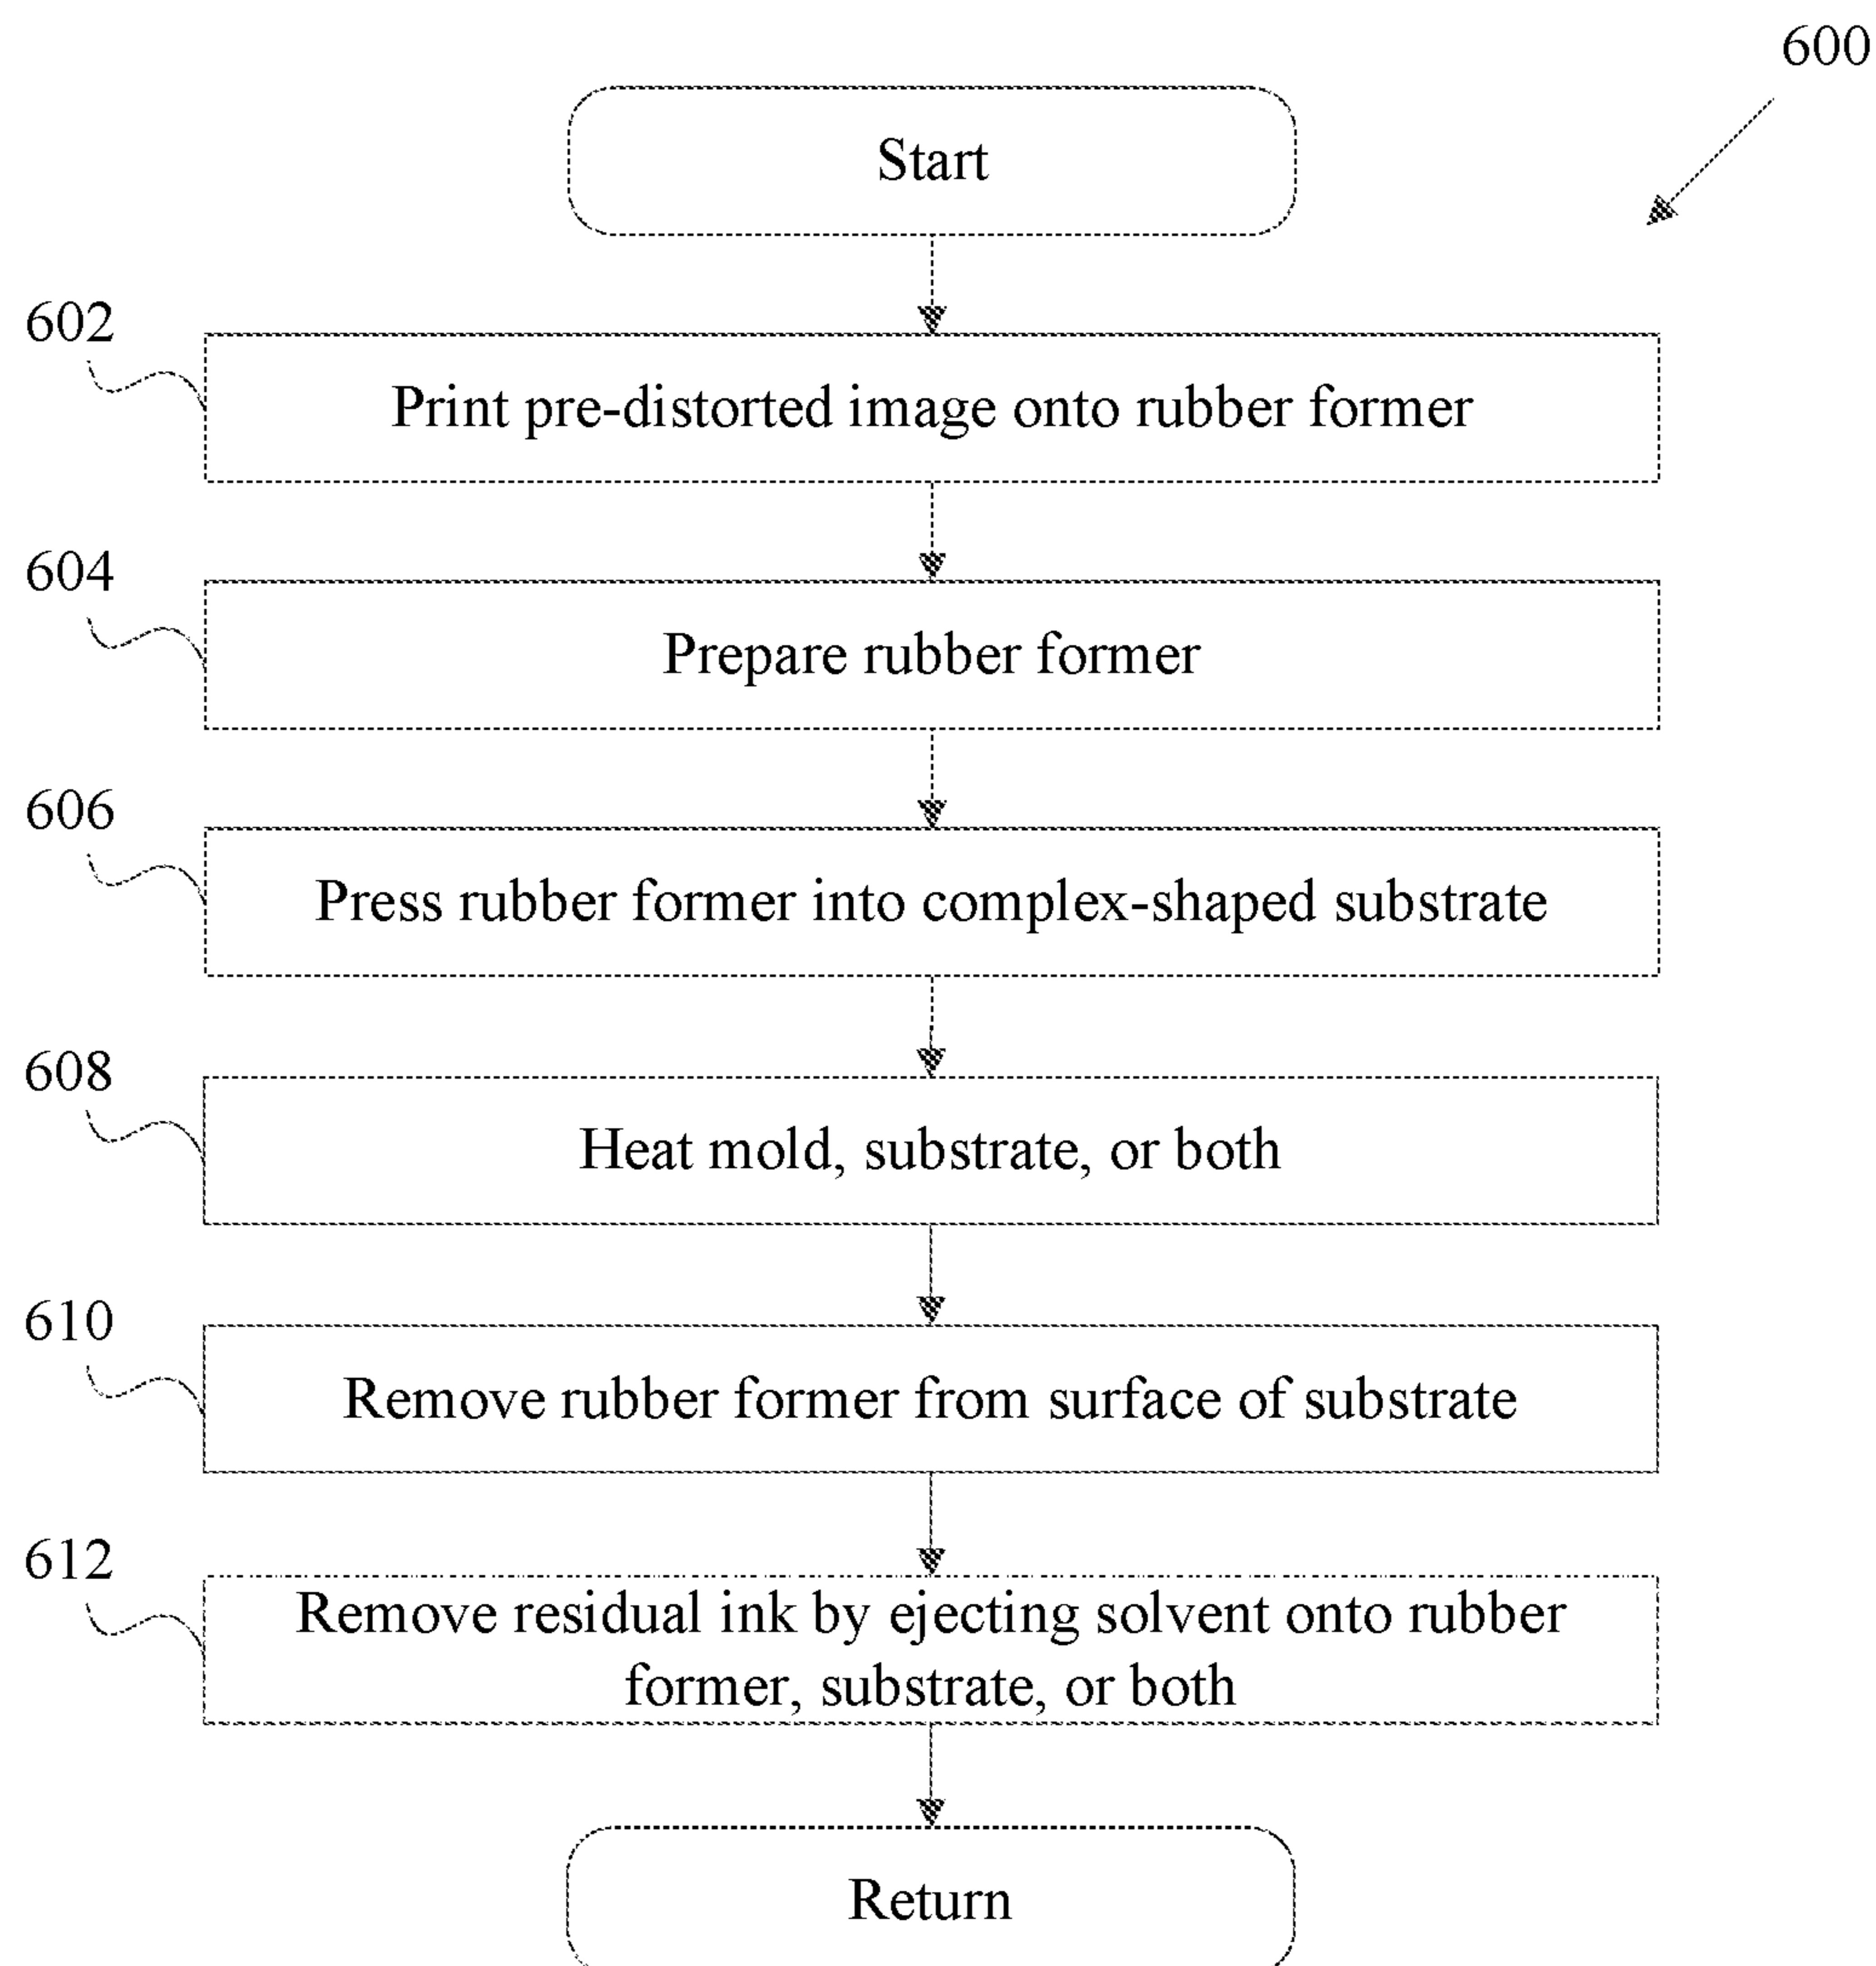 600
Start
602
Print pre-distorted image onto rubber former
604
Prepare rubber former
606
Press rubber former into complex-shaped substrate
608
Heat mold, substrate, or both
610
Remove rubber former from surface of substrate
612
Remove residual ink by ejecting solvent onto rubber
former, substrate, or both
Return